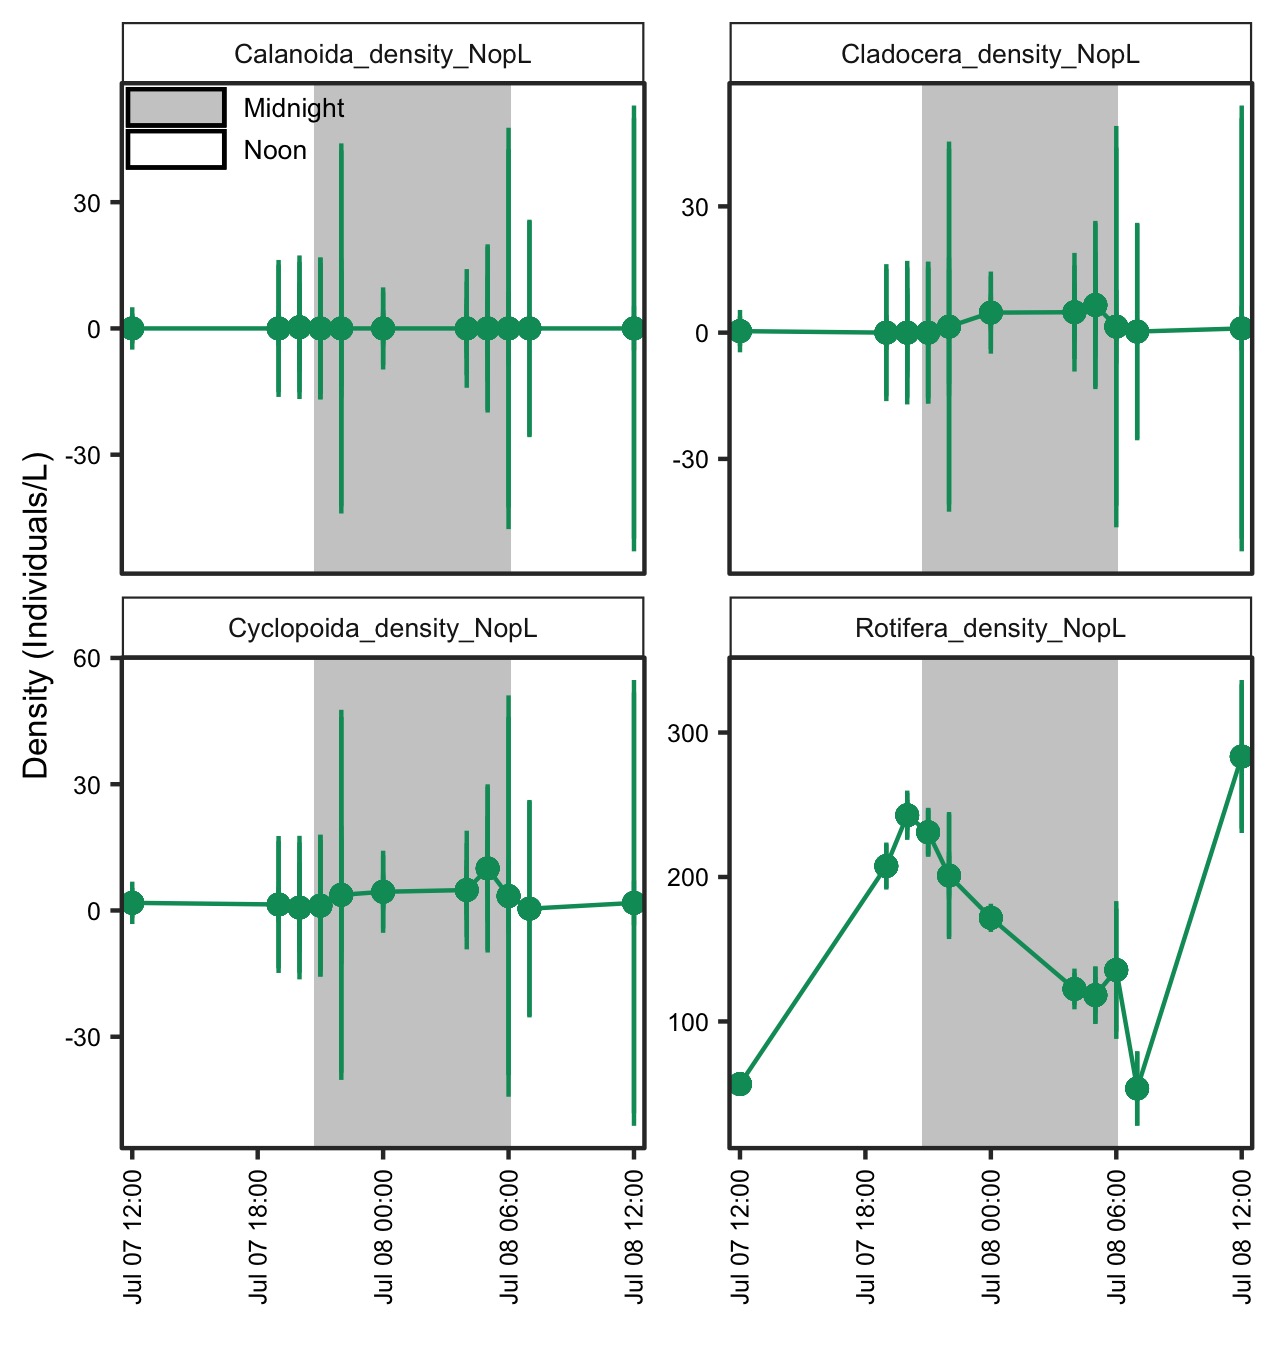 Calanoida_density_NopL
Cladocera_density_NopL
Midnight
Noon
30
0
-30
30
0
-30
Density (Individuals/L)
Cyclopoida_density_NopL
Rotifera_density_NopL
60
30
0
-30
300
200
100
Jul 07 12:00
Jul 07 18:00
Jul 08 00:00
Jul 08 06:00
Jul 08 12:00
Jul 07 12:00
Jul 07 18:00
Jul 08 00:00
Jul 08 06:00
Jul 08 12:00